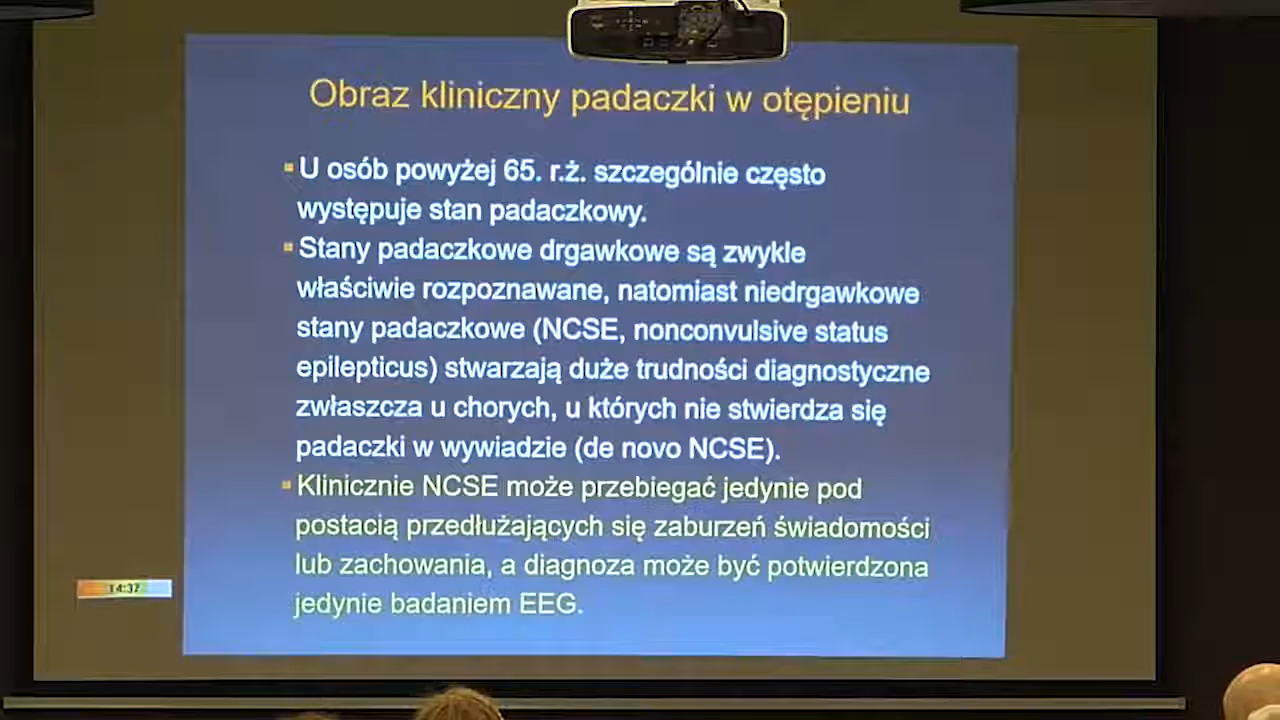 Obraz kliniczny padaczki w otępieniu
U osób powyżej 65. r.ż. szczególnie często
występuje stan padaczkowy.
Stany padaczkowe drgawkowe są zwykle
właściwie rozpoznawane, natomiast niedrgawkowe
stany padaczkowe (NCSE, nonconvulsive status
epilepticus) stwarzają duże trudności diagnostyczne
zwłaszcza u chorych, u których nie stwierdza się
padaczki w wywiadzie (de novo NCSE).
Klinicznie NCSE może przebiegać jedynie pod
postacią przedłużających się zaburzeń świadomości
lub zachowania, a diagnoza może być potwierdzona
jedynie badaniem EEG.
14:37